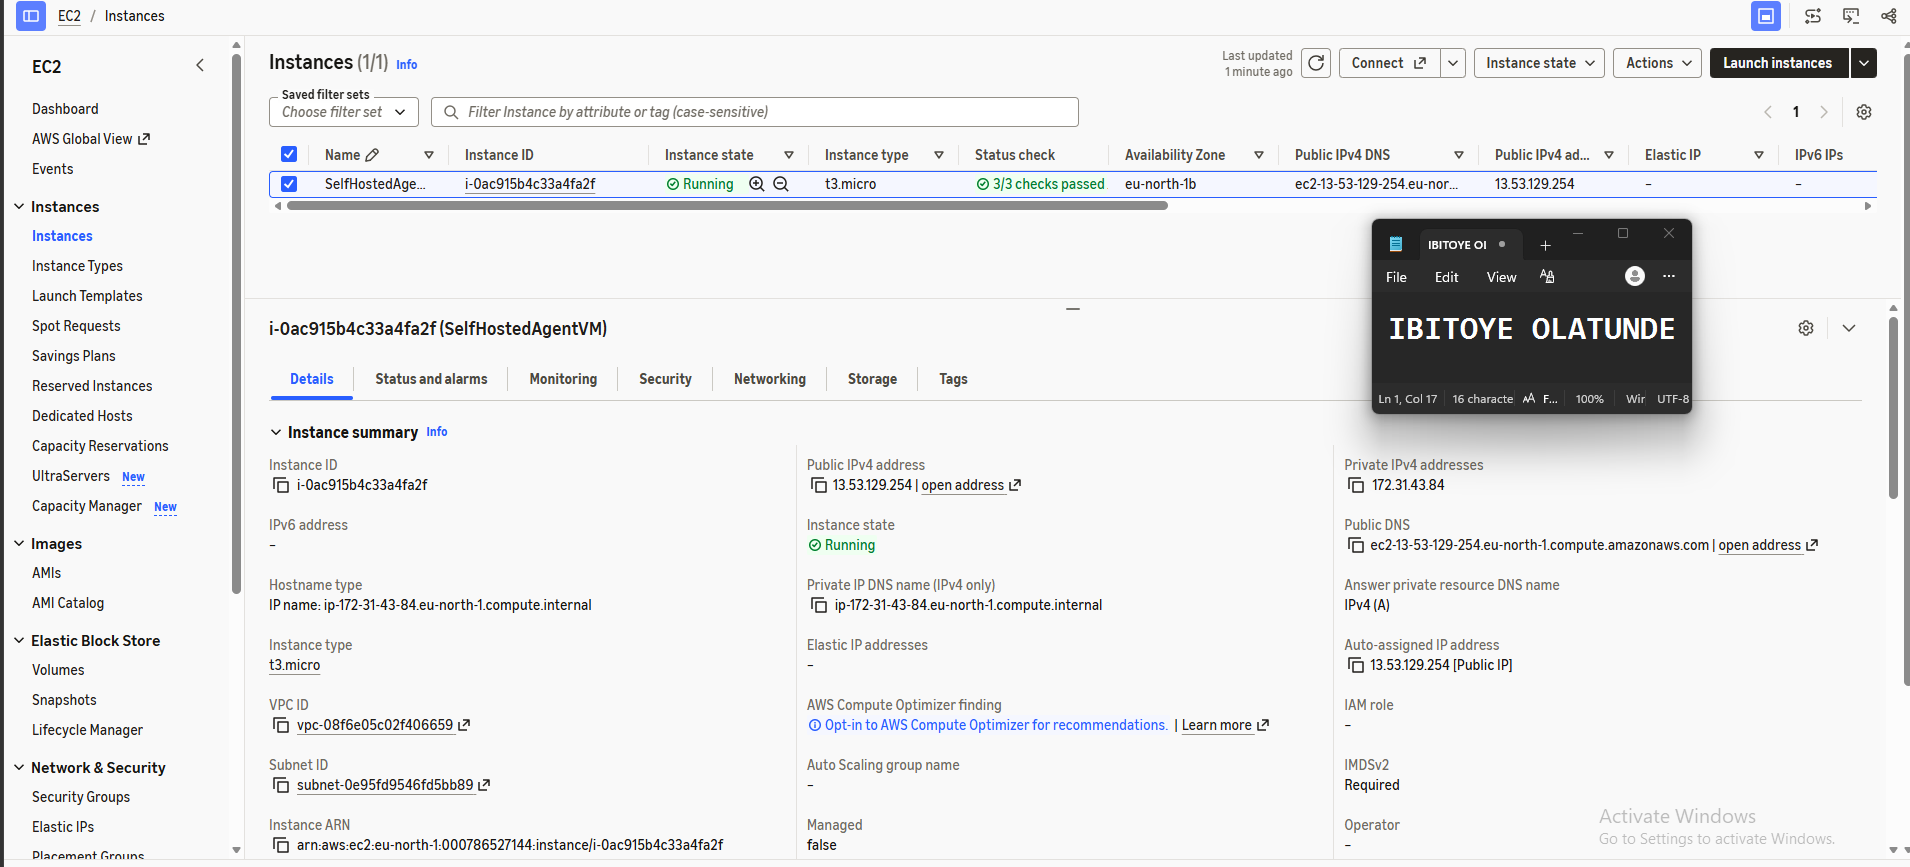 EC2 / Instances
EC2
Dashboard
AWS Global View
Events
Instances
Instances
Instance Types
Launch Templates
Spot Requests
Savings Plans
Reserved Instances
Dedicated Hosts
Capacity Reservations
UltraServers New
Capacity Manager New
Images
AMIs
AMI Catalog
Elastic Block Store
Volumes
Snapshots
Lifecycle Manager
Network & Security
Security Groups
Elastic IPs
Placement Groups
Instances (1/1) Info
Last updated
1 minute ago
Connect
Instance state
Actions
Launch instances
Saved filter sets
Choose filter set
Filter Instance by attribute or tag (case-sensitive)
1
Name Instance ID Instance state Instance type Status check Availability Zone Public IPv4 DNS Public IPv4 ad... Elastic IP IPv6 IPs
SelfHostedAge... i-0ac915b4c33a4fa2f Running t3.micro 3/3 checks passed eu-north-1b ec2-13-53-129-254.eu-nor... 13.53.129.254 – –
IBITOYE OI
File Edit View
IBITOYE OLATUNDE
Ln 1, Col 17 16 characte F... 100% Wir UTF-8
i-0ac915b4c33a4fa2f (SelfHostedAgentVM)
Details Status and alarms Monitoring Security Networking Storage Tags
Instance summary Info
Instance ID
i-0ac915b4c33a4fa2f
IPv6 address
–
Hostname type
IP name: ip-172-31-43-84.eu-north-1.compute.internal
Instance type
t3.micro
VPC ID
vpc-08f6e05c02f406659
Subnet ID
subnet-0e95fd9546fd5bb89
Instance ARN
arn:aws:ec2:eu-north-1:000786527144:instance/i-0ac915b4c33a4fa2f
Public IPv4 address
13.53.129.254 | open address
Instance state
Running
Private IP DNS name (IPv4 only)
ip-172-31-43-84.eu-north-1.compute.internal
Elastic IP addresses
–
AWS Compute Optimizer finding
Opt-in to AWS Compute Optimizer for recommendations. | Learn more
Auto Scaling group name
–
Managed
false
Private IPv4 addresses
172.31.43.84
Public DNS
ec2-13-53-129-254.eu-north-1.compute.amazonaws.com | open address
Answer private resource DNS name
IPv4 (A)
Auto-assigned IP address
13.53.129.254 [Public IP]
IAM role
–
IMDSv2
Required
Operator
–
Activate Windows
Go to Settings to activate Windows.